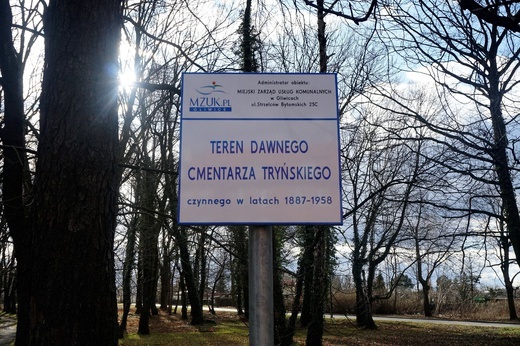 MZUK.PL
GLIWICE
Administrator obiektu:
MIEJSKI ZARZĄD USŁUG KOMUNALNYCH
w Gliwicach
ul.Strzelców Bytomskich 25C
TEREN DAWNEGO
CMENTARZA TRYŃSKIEGO
czynnego w latach 1887-1958